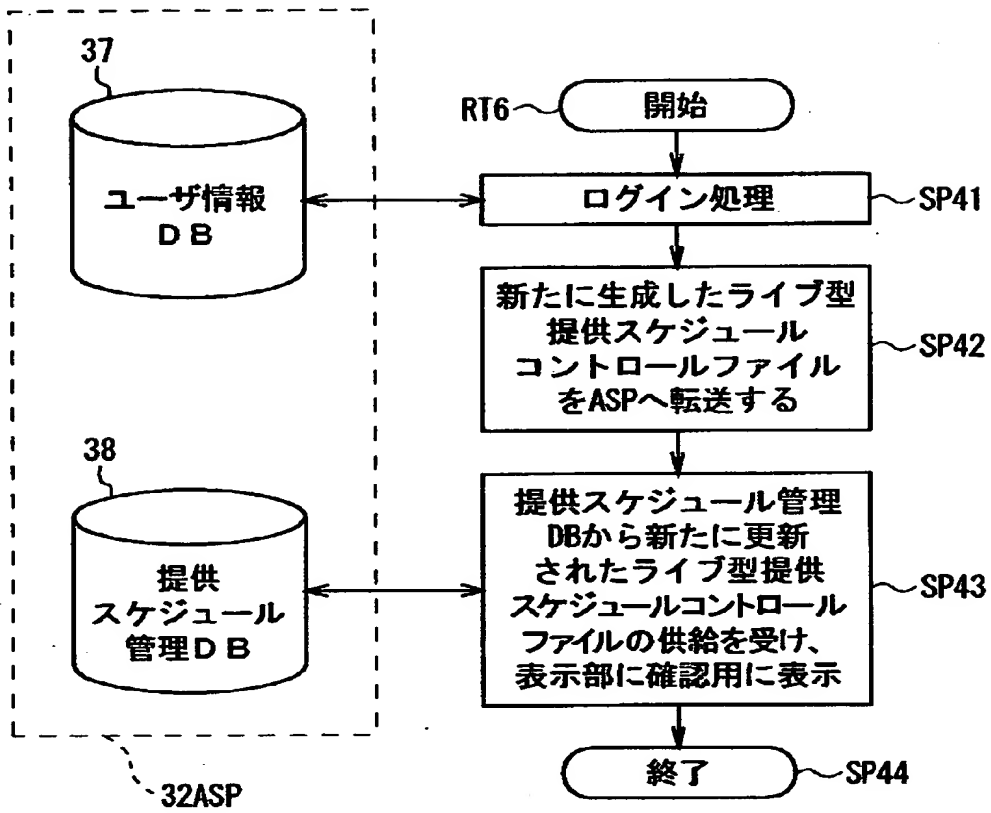 37
ユーザ情報
DB
38
提供
スケジュール
管理DB
32ASP
RT6
開始
ログイン処理
SP41
新たに生成したライブ型
提供スケジュール
コントロールファイル
をASPへ転送する
SP42
提供スケジュール管理
DBから新たに更新
されたライブ型提供
スケジュールコントロール
ファイルの供給を受け、
表示部に確認用に表示
SP43
終了
SP44